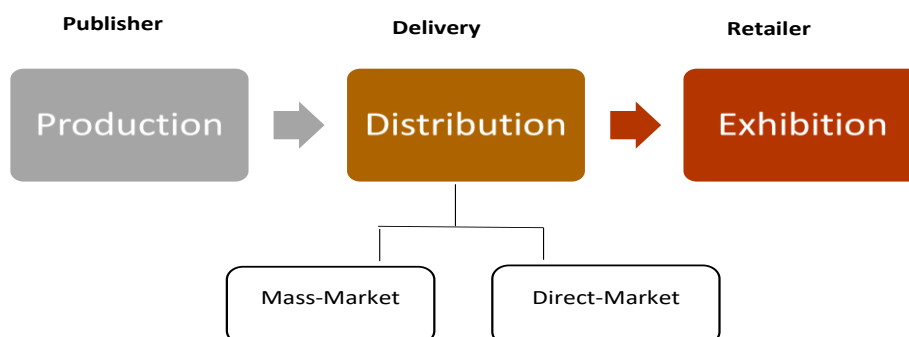 Publisher
Delivery
Retailer
Production
Distribution
Exhibition
Mass-Market
Direct-Market